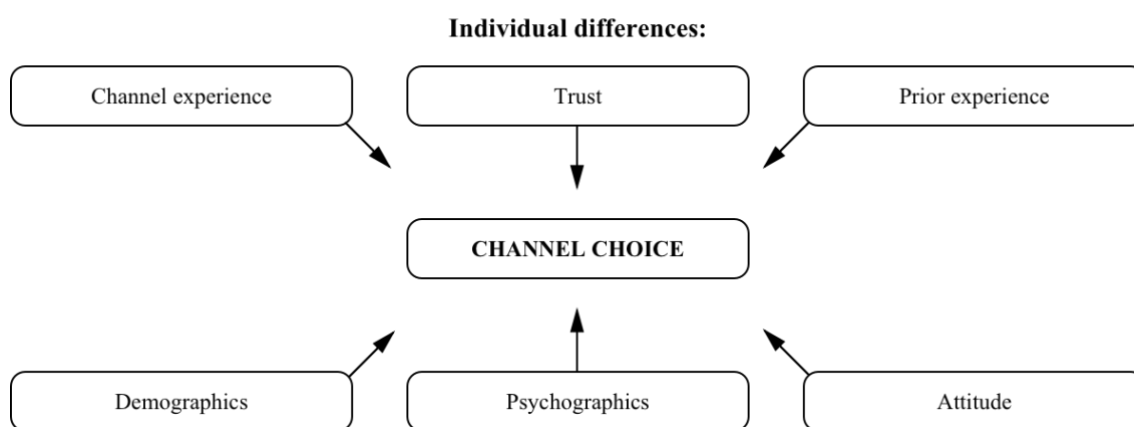 Individual differences:
Channel experience
Trust
Prior experience
CHANNEL CHOICE
Demographics
Psychographics
Attitude